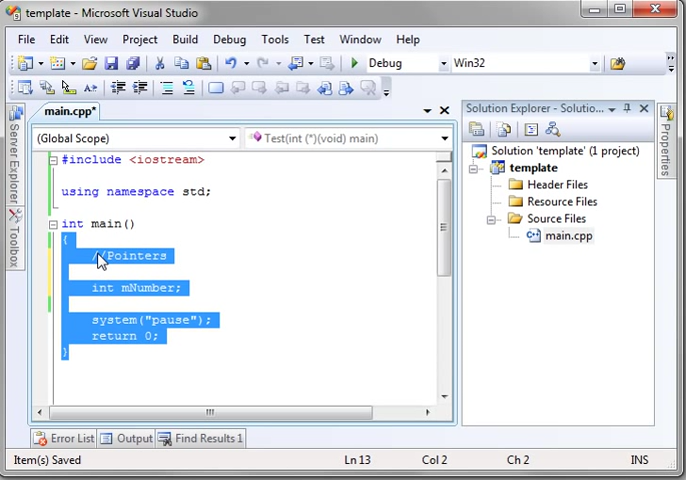 template - Microsoft Visual Studio
File Edit View Project Build Debug Tools Test Window Help
Debug Win32
main.cpp*
(Global Scope) Test(int (*)(void) main)
#include <iostream>
using namespace std;
int main()
{
//Pointers
int mNumber;
system("pause");
return 0;
}
Server Explorer
Toolbox
Solution Explorer - Solutio...
Solution 'template' (1 project)
template
Header Files
Resource Files
Source Files
main.cpp
Properties
Error List Output Find Results 1
Item(s) Saved Ln 13 Col 2 Ch 2 INS